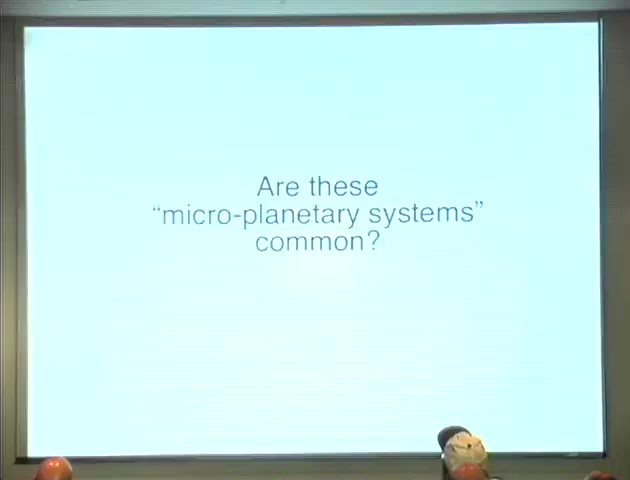 Are these
“micro-planetary systems”
common?